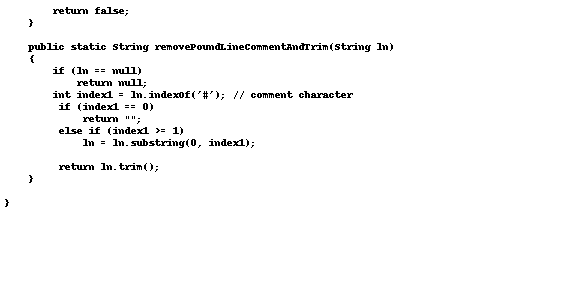 return false;
}
public static String removePoundLineCommentAndTrim(String ln)
{
if (ln == null)
return null;
int index1 = ln.indexOf('#'); // comment character
if (index1 == 0)
return "";
else if (index1 >= 1)
ln = ln.substring(0, index1);
return ln.trim();
}
}